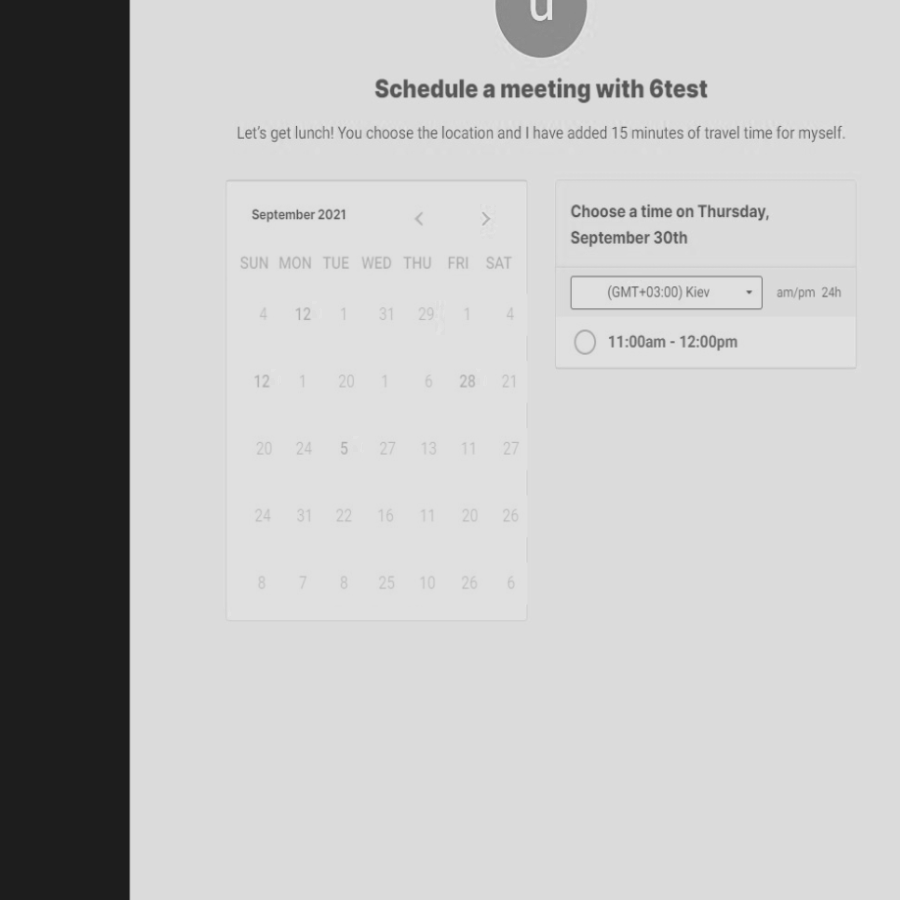 u
Schedule a meeting with 6test
Let's get lunch! You choose the location and I have added 15 minutes of travel time for myself.
September 2021
SUN MON TUE WED THU FRI SAT
4 12 1 31 29 1 4
12 1 20 1 6 28 21
20 24 5 27 13 11 27
24 31 22 16 11 20 26
8 7 8 25 10 26 6
Choose a time on Thursday,
September 30th
(GMT+03:00) Kiev am/pm 24h
11:00am - 12:00pm